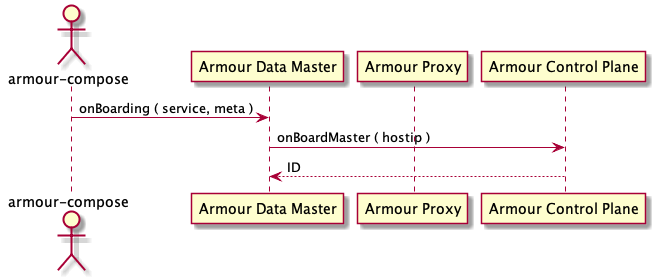 armour-compose
Armour Data Master
Armour Proxy
Armour Control Plane
onBoarding ( service, meta )
onBoardMaster ( hostip )
ID
armour-compose
Armour Data Master
Armour Proxy
Armour Control Plane